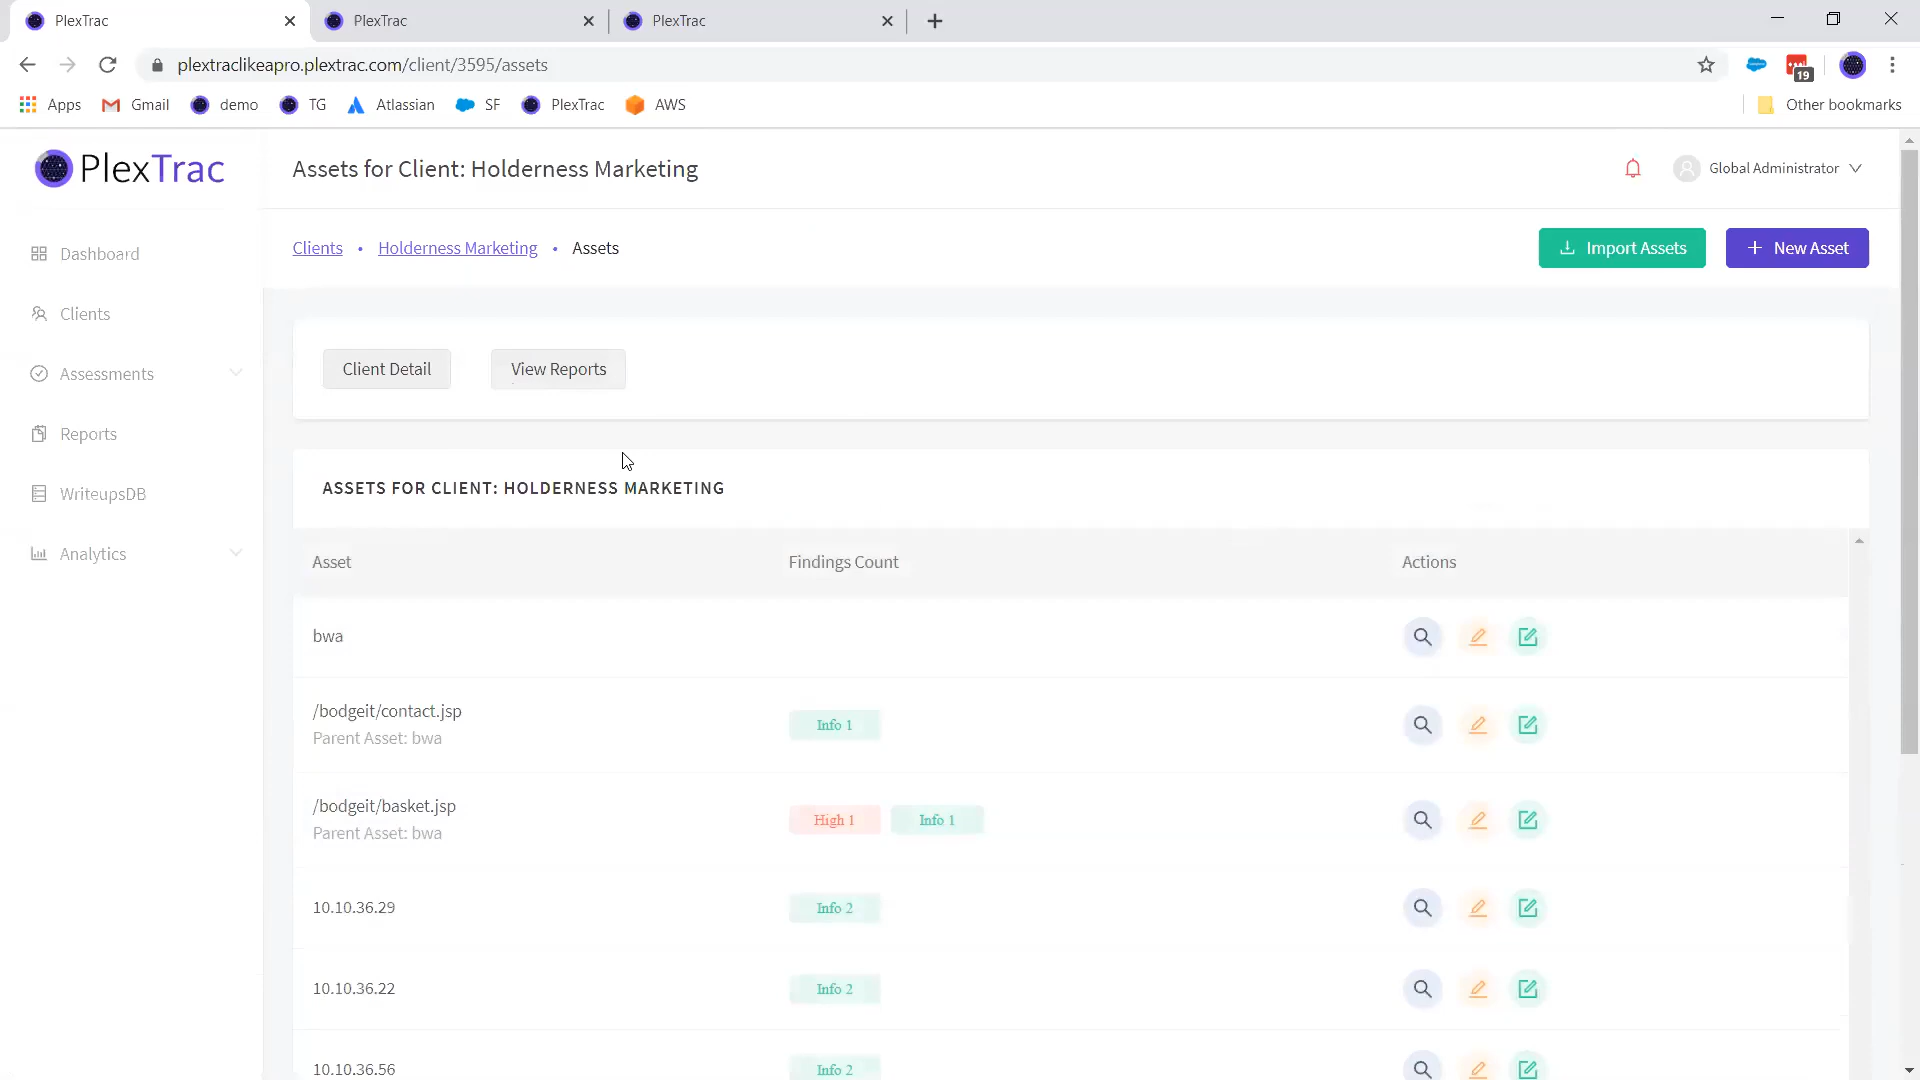 PlexTrac PlexTrac PlexTrac
plextraclikeapro.plextrac.com/client/3595/assets
19
Apps Gmail demo TG Atlassian SF PlexTrac AWS Other bookmarks
PlexTrac
Assets for Client: Holderness Marketing
Global Administrator
Dashboard
Clients
Assessments
Reports
WriteupsDB
Analytics
Clients • Holderness Marketing • Assets
Import Assets
+ New Asset
Client Detail
View Reports
ASSETS FOR CLIENT: HOLDERNESS MARKETING
Asset Findings Count Actions
bwa
/bodgeit/contact.jsp
Parent Asset: bwa
Info 1
/bodgeit/basket.jsp
Parent Asset: bwa
High 1 Info 1
10.10.36.29 Info 2
10.10.36.22 Info 2
10.10.36.56 Info 2